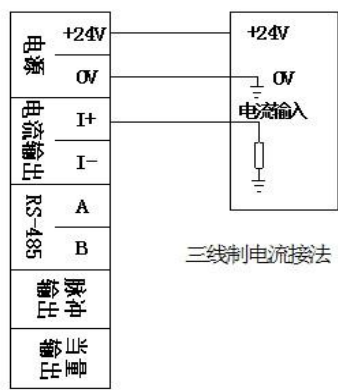 电源
+24V
0V
电流输出
I+
I-
RS-485
A
B
脉冲输出
当量输出
+24V
0V
电流输入
三线制电流接法